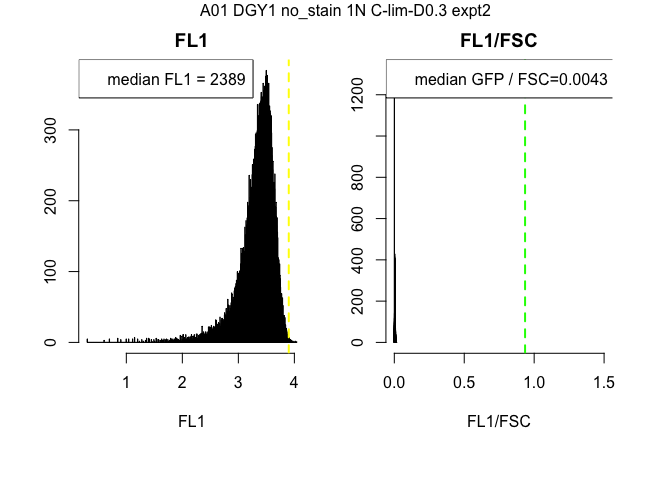 A01 DGY1 no_stain 1N C-lim-D0.3 expt2
FL1
median FL1 = 2389
300
200
100
0
1 2 3 4
FL1
FL1/FSC
median GFP / FSC=0.0043
1200
800
600
400
200
0
0.0 0.5 1.0 1.5
FL1/FSC